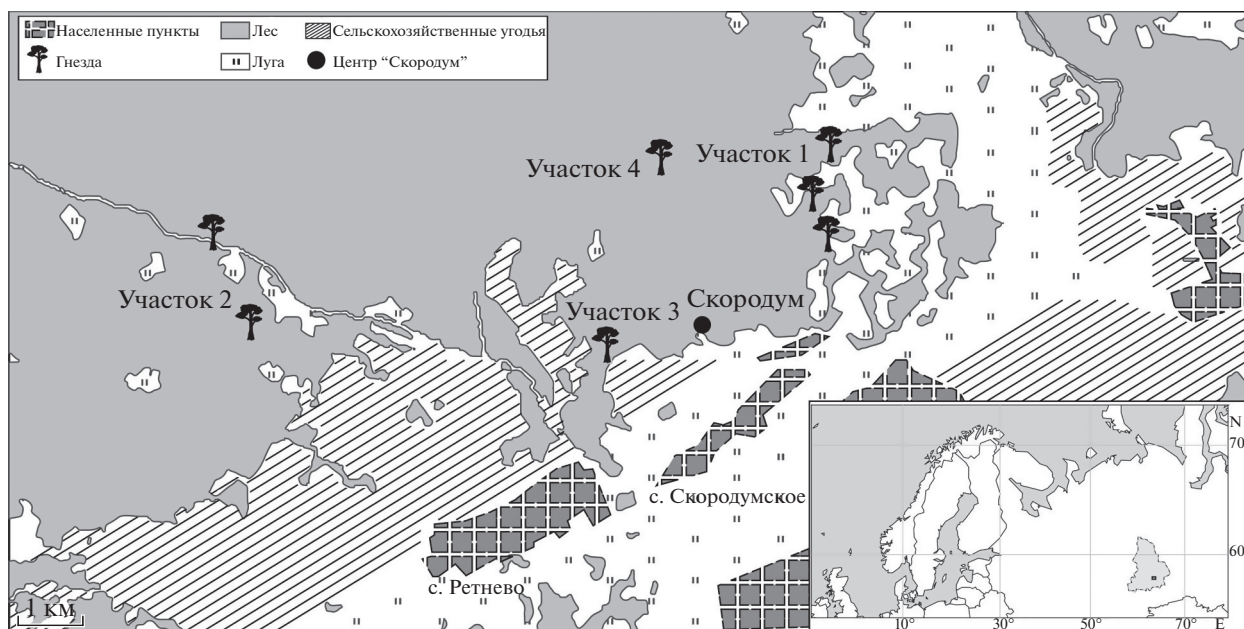 Населенные пункты
Лес
Сельскохозяйственные угодья
Гнезда
Луга
Центр “Скородум”
Участок 4
Участок 1
Участок 2
Участок 3
Скородум
с. Скородумское
с. Ретнево
1 км
N
70
60
10°
30°
50°
70°
E